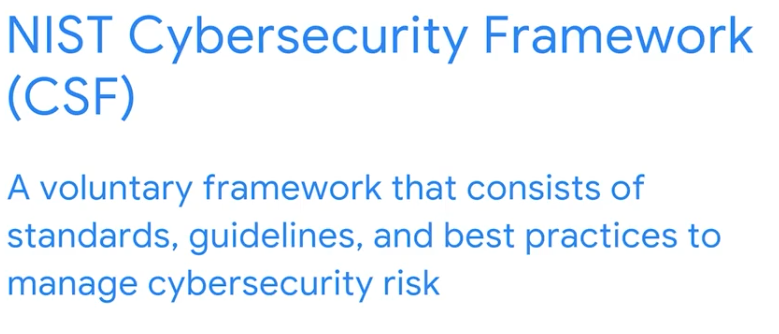 NIST Cybersecurity Framework
(CSF)
A voluntary framework that consists of
standards, guidelines, and best practices to
manage cybersecurity risk